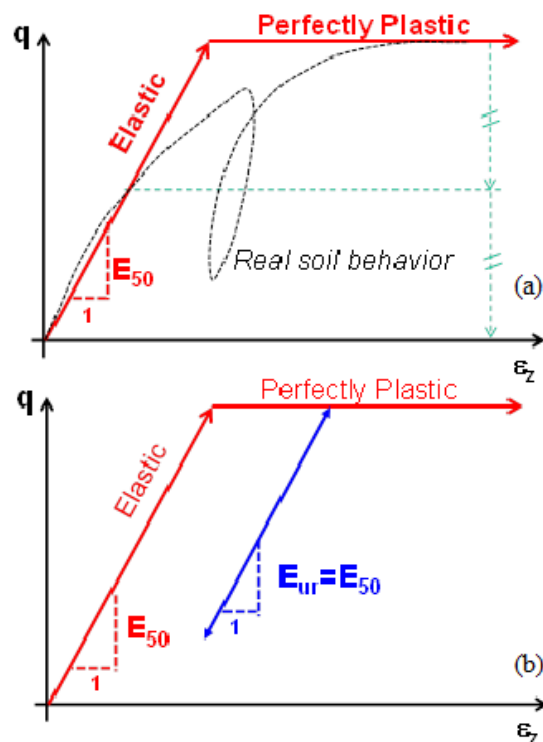 q
Perfectly Plastic
Elastic
E50
1
Real soil behavior
(a)
εz
q
Perfectly Plastic
Elastic
E50
1
Eur=E50
1
(b)
εz